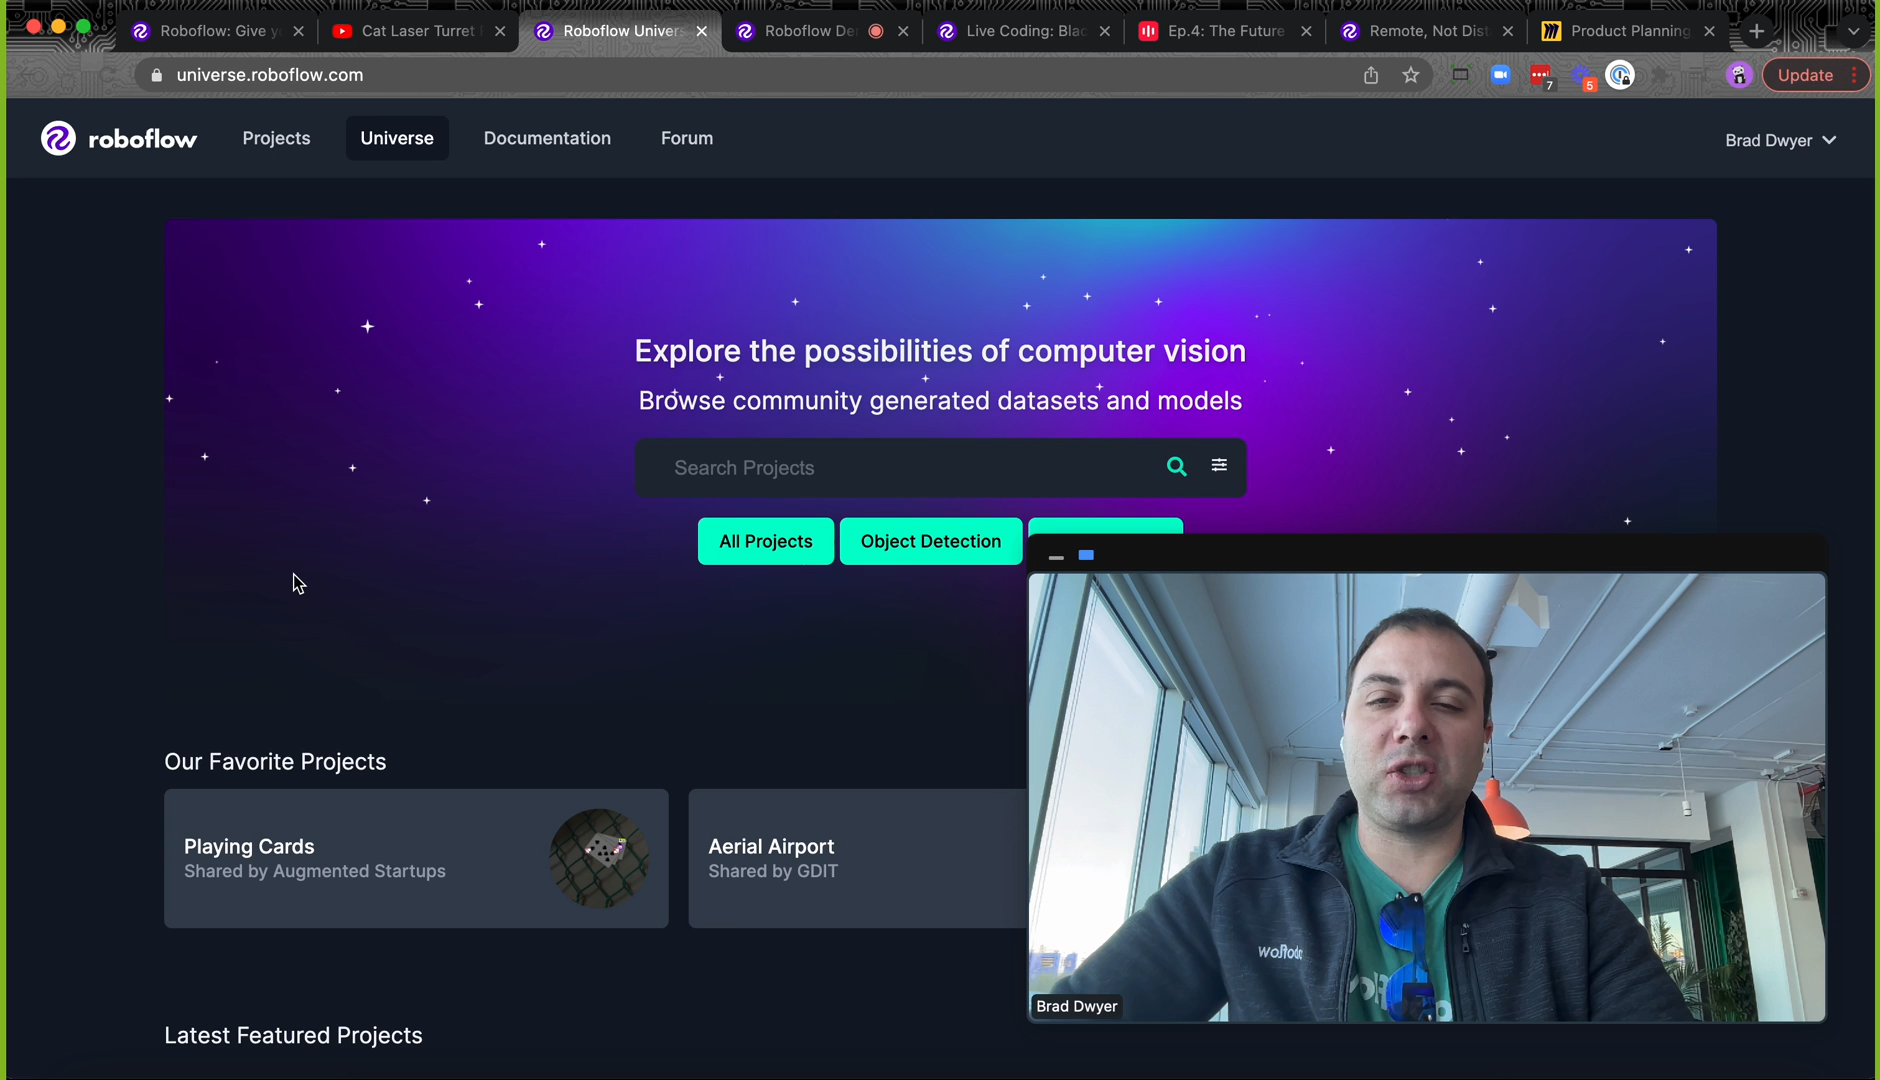 Roboflow: Give y
Cat Laser Turret
Roboflow Univers
Roboflow De
Live Coding: Bla
Ep.4: The Future
Remote, Not Dist
Product Planning
universe.roboflow.com
7
5
Update
roboflow
Projects
Universe
Documentation
Forum
Brad Dwyer
Explore the possibilities of computer vision
Browse community generated datasets and models
Search Projects
All Projects
Object Detection
Our Favorite Projects
Playing Cards
Shared by Augmented Startups
Aerial Airport
Shared by GDIT
Brad Dwyer
Latest Featured Projects